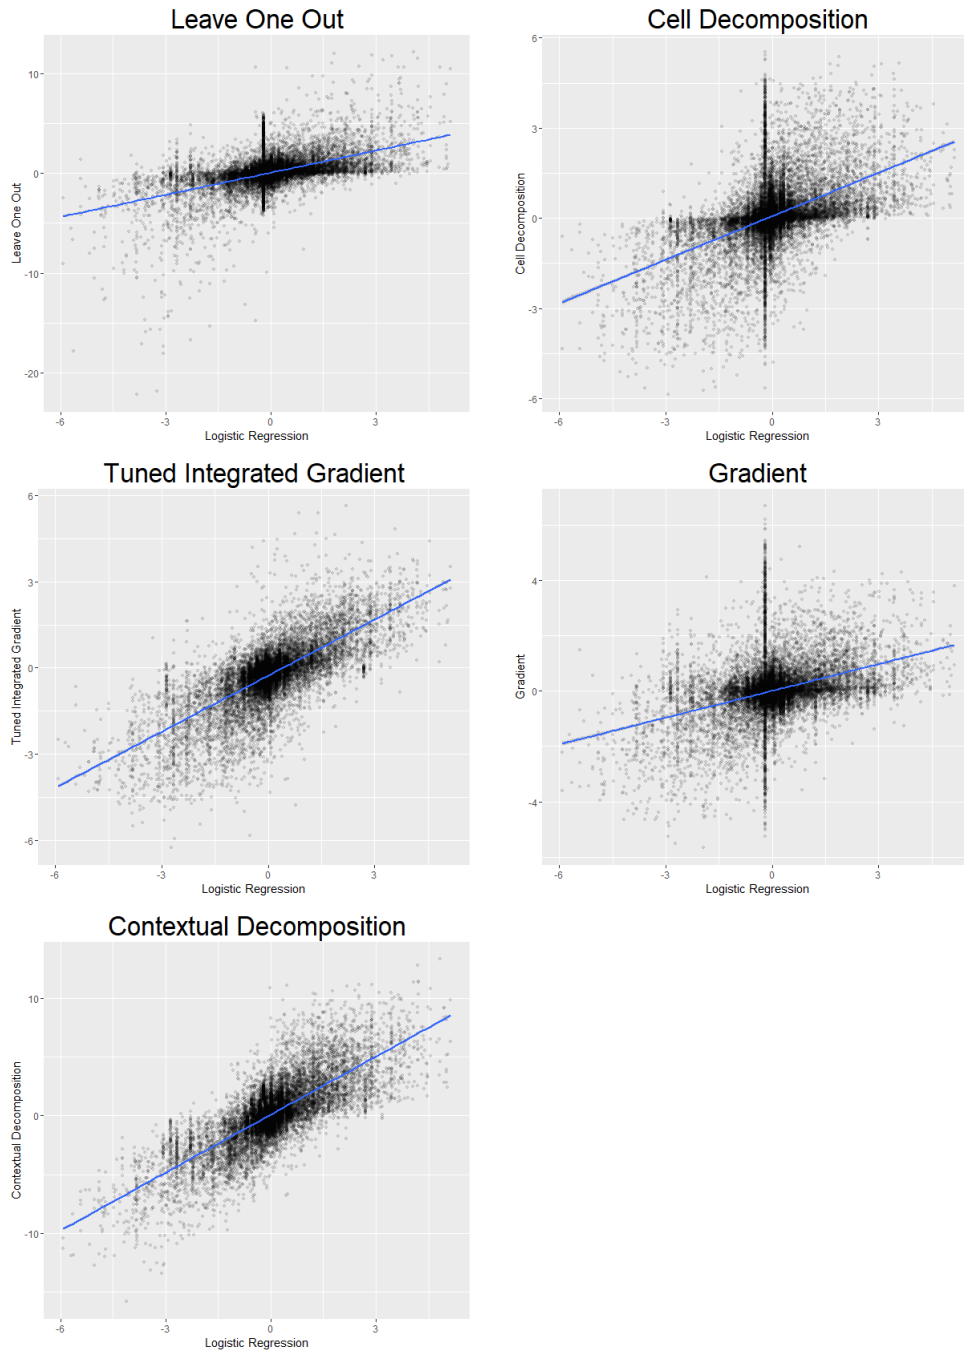 Leave One Out
10
0
-10
-20
Leave One Out
-6
-3
0
3
Logistic Regression
Cell Decomposition
6
3
0
-3
-6
Cell Decomposition
-6
-3
0
3
Logistic Regression
Tuned Integrated Gradient
6
3
0
-3
-6
Tuned Integrated Gradient
-6
-3
0
3
Logistic Regression
Gradient
4
0
-4
Gradient
-6
-3
0
3
Logistic Regression
Contextual Decomposition
10
0
-10
Contextual Decomposition
-6
-3
0
3
Logistic Regression